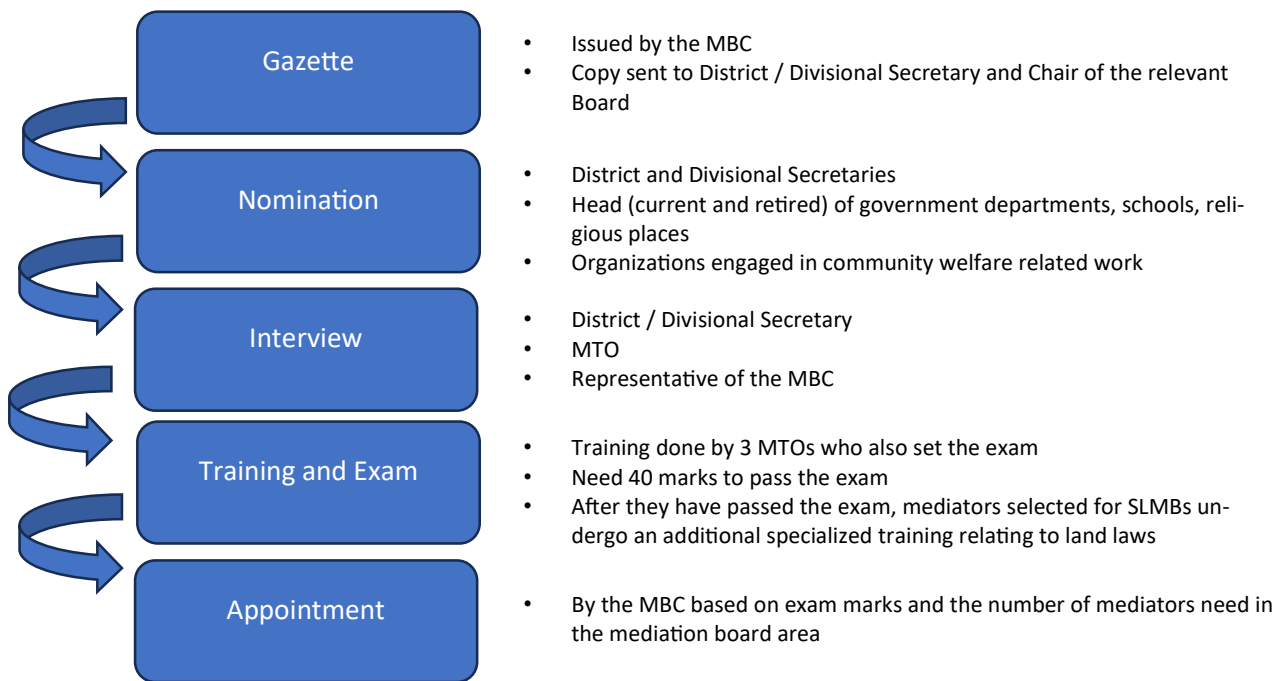 Gazette
• Issued by the MBC
• Copy sent to District / Divisional Secretary and Chair of the relevant
Board
Nomination
• District and Divisional Secretaries
• Head (current and retired) of government departments, schools, reli-
gious places
• Organizations engaged in community welfare related work
Interview
• District / Divisional Secretary
• MTO
• Representative of the MBC
Training and Exam
• Training done by 3 MTOs who also set the exam
• Need 40 marks to pass the exam
• After they have passed the exam, mediators selected for SLMBs un-
dergo an additional specialized training relating to land laws
Appointment
• By the MBC based on exam marks and the number of mediators need in
the mediation board area